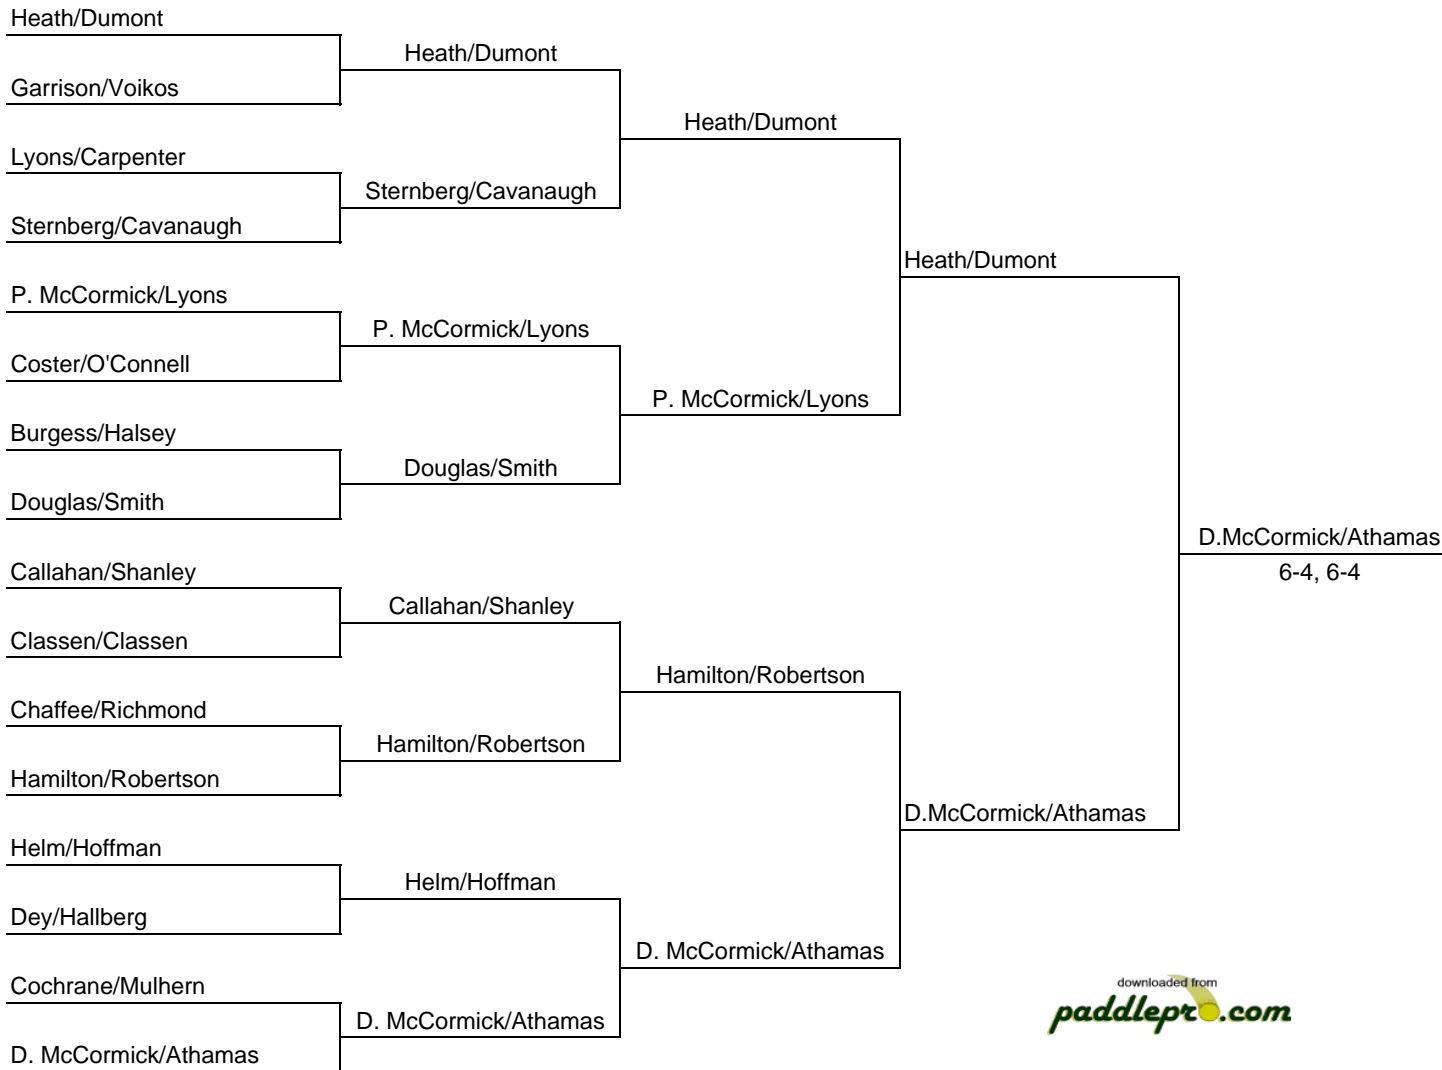 Heath/Dumont
Garrison/Voikos
Lyons/Carpenter
Sternberg/Cavanaugh
P. McCormick/Lyons
Coster/O'Connell
Burgess/Halsey
Douglas/Smith
Callahan/Shanley
Classen/Classen
Chaffee/Richmond
Hamilton/Robertson
Helm/Hoffman
Dey/Hallberg
Cochrane/Mulhern
D. McCormick/Athamas
Heath/Dumont
Sternberg/Cavanaugh
P. McCormick/Lyons
Douglas/Smith
Callahan/Shanley
Hamilton/Robertson
Helm/Hoffman
D. McCormick/Athamas
Heath/Dumont
P. McCormick/Lyons
Hamilton/Robertson
D. McCormick/Athamas
Heath/Dumont
D.McCormick/Athamas
D.McCormick/Athamas
6-4, 6-4
downloaded from
paddlepro.com